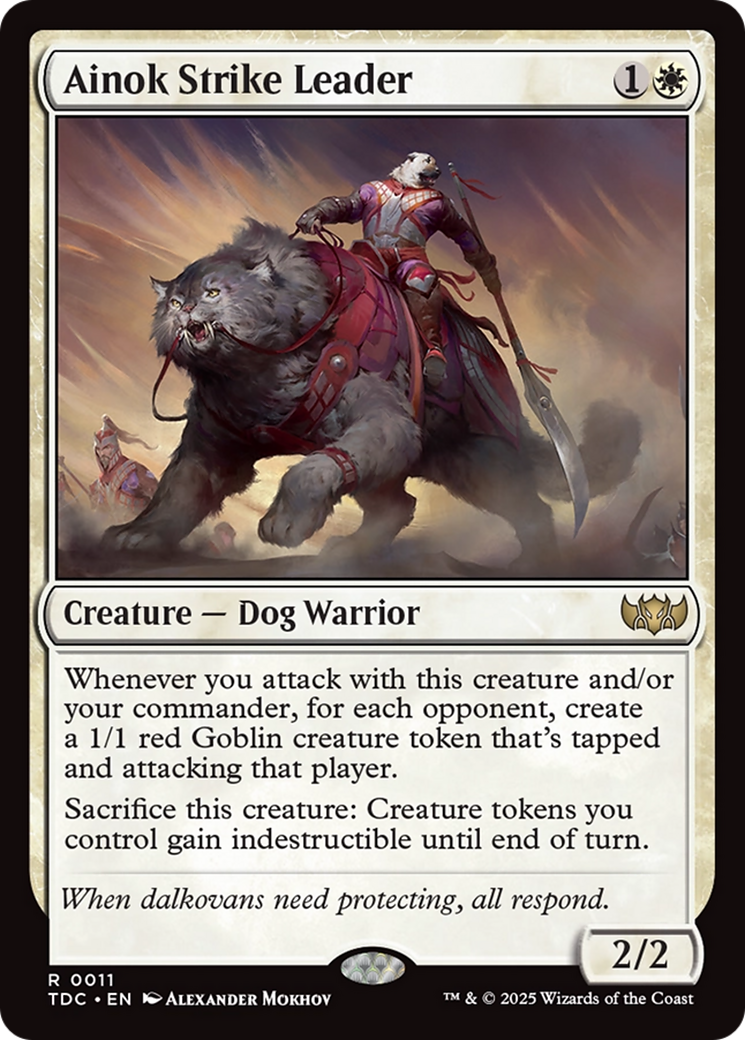 Ainok Strike Leader 1
Creature — Dog Warrior
Whenever you attack with this creature and/or
your commander, for each opponent, create
a 1/1 red Goblin creature token that's tapped
and attacking that player.
Sacrifice this creature: Creature tokens you
control gain indestructible until end of turn.
When dalkovans need protecting, all respond.
2/2
R 0011
TDC • EN Alexander Mokhov
™ & © 2025 Wizards of the Coast